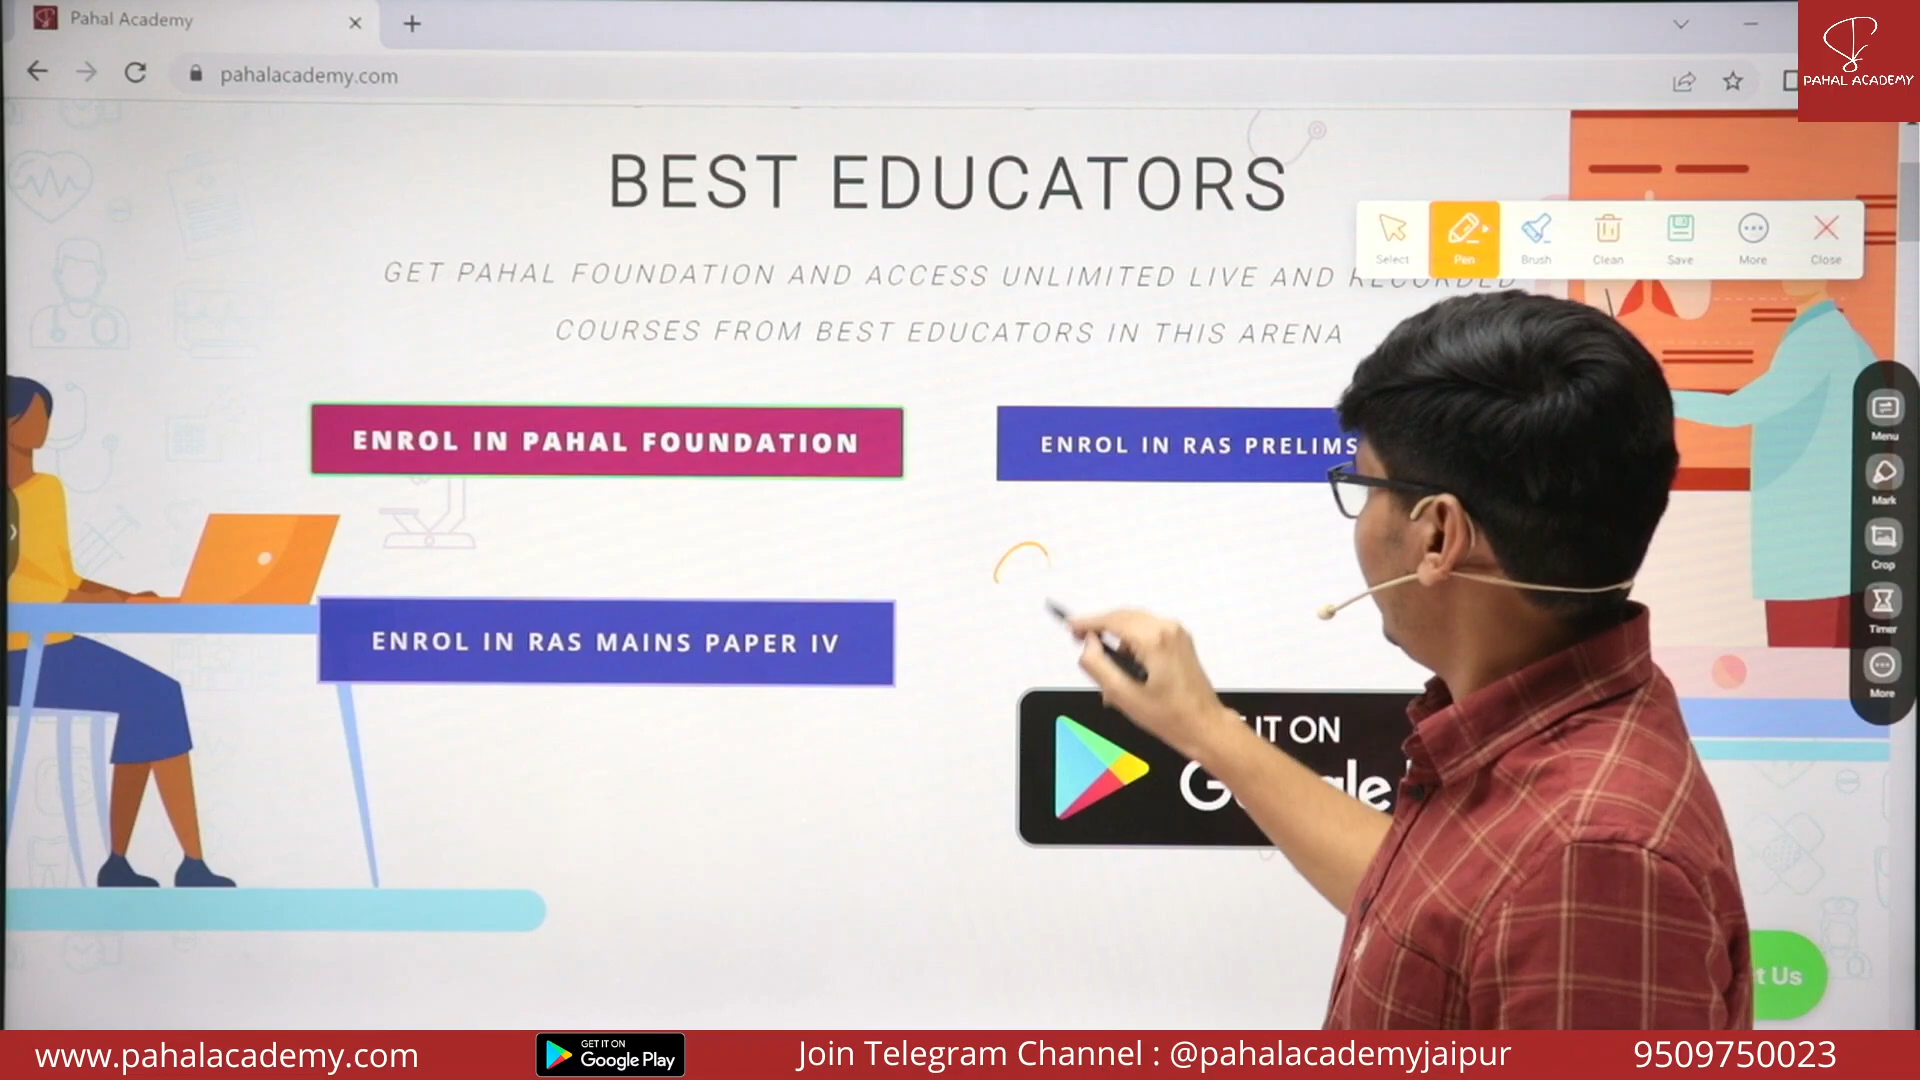 Pahal Academy
pahalacademy.com
PAHAL ACADEMY
BEST EDUCATORS
GET PAHAL FOUNDATION AND ACCESS UNLIMITED LIVE AND RECORDED
COURSES FROM BEST EDUCATORS IN THIS ARENA
Select
Pen
Brush
Clean
Save
More
Close
ENROL IN PAHAL FOUNDATION
ENROL IN RAS PRELIMS
ENROL IN RAS MAINS PAPER IV
IT ON
Menu
Mark
Crop
Timer
More
Us
www.pahalacademy.com
GET IT ON
Google Play
Join Telegram Channel : @pahalacademyjaipur
9509750023